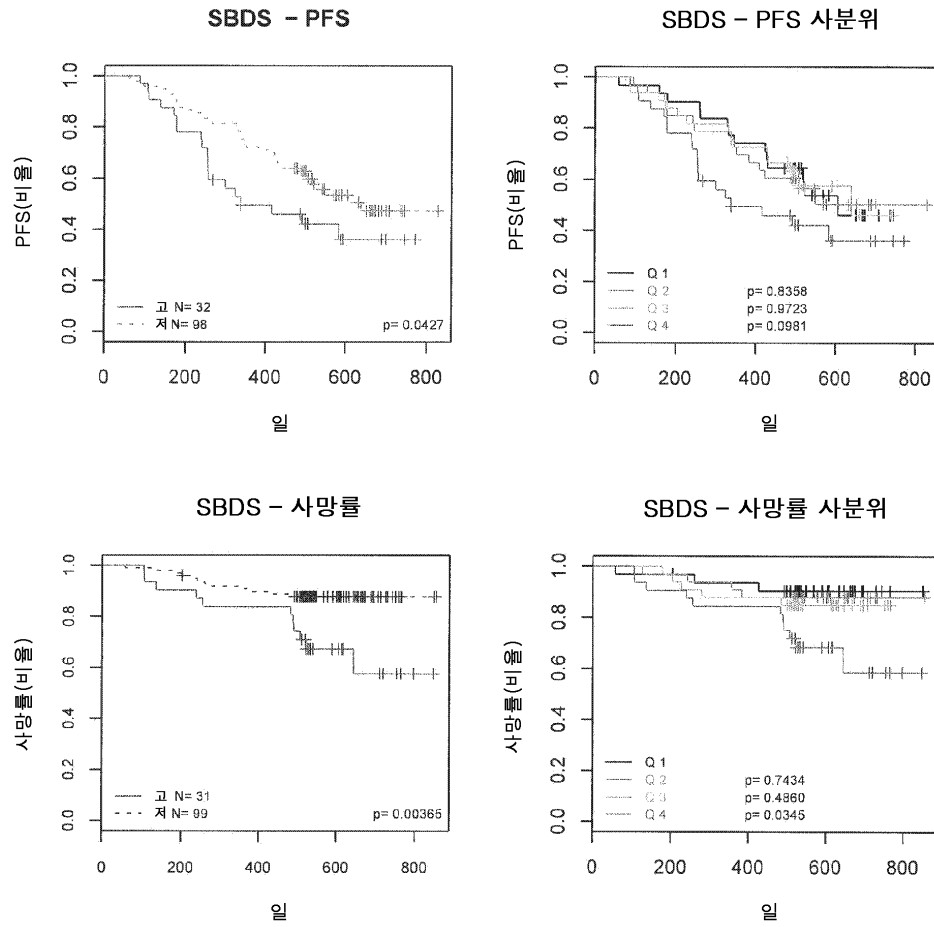 SBDS – PFS
PFS(비율)
1.0
0.8
0.6
0.4
0.2
0.0
고 N= 32
저 N= 98
p= 0.0427
0 200 400 600 800
일
SBDS – PFS 사분위
PFS(비율)
1.0
0.8
0.6
0.4
0.2
0.0
Q 1
Q 2 p= 0.8358
Q 3 p= 0.9723
Q 4 p= 0.0981
0 200 400 600 800
일
SBDS – 사망률
사망률(비율)
1.0
0.8
0.6
0.4
0.2
0.0
고 N= 31
저 N= 99
p= 0.00365
0 200 400 600 800
일
SBDS – 사망률 사분위
사망률(비율)
1.0
0.8
0.6
0.4
0.2
0.0
Q 1
Q 2 p= 0.7434
Q 3 p= 0.4860
Q 4 p= 0.0345
0 200 400 600 800
일